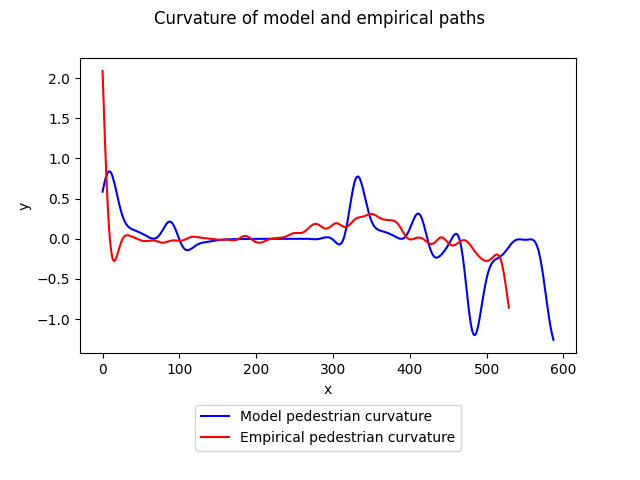 Curvature of model and empirical paths
2.0
1.5
1.0
0.5
0.0
−0.5
−1.0
y
0 100 200 300 400 500 600
x
Model pedestrian curvature
Empirical pedestrian curvature